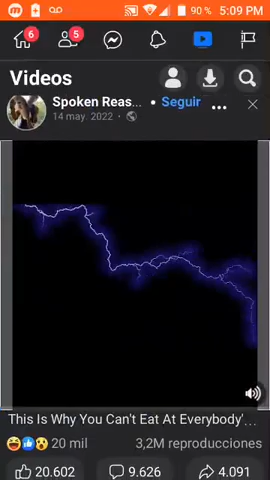 90 % 5:09 PM
6 5
Videos
Spoken Reas... • Seguir ...
14 may. 2022 •
This Is Why You Can't Eat At Everybody'...
20 mil 3,2M reproducciones
20.602 9.626 4.091